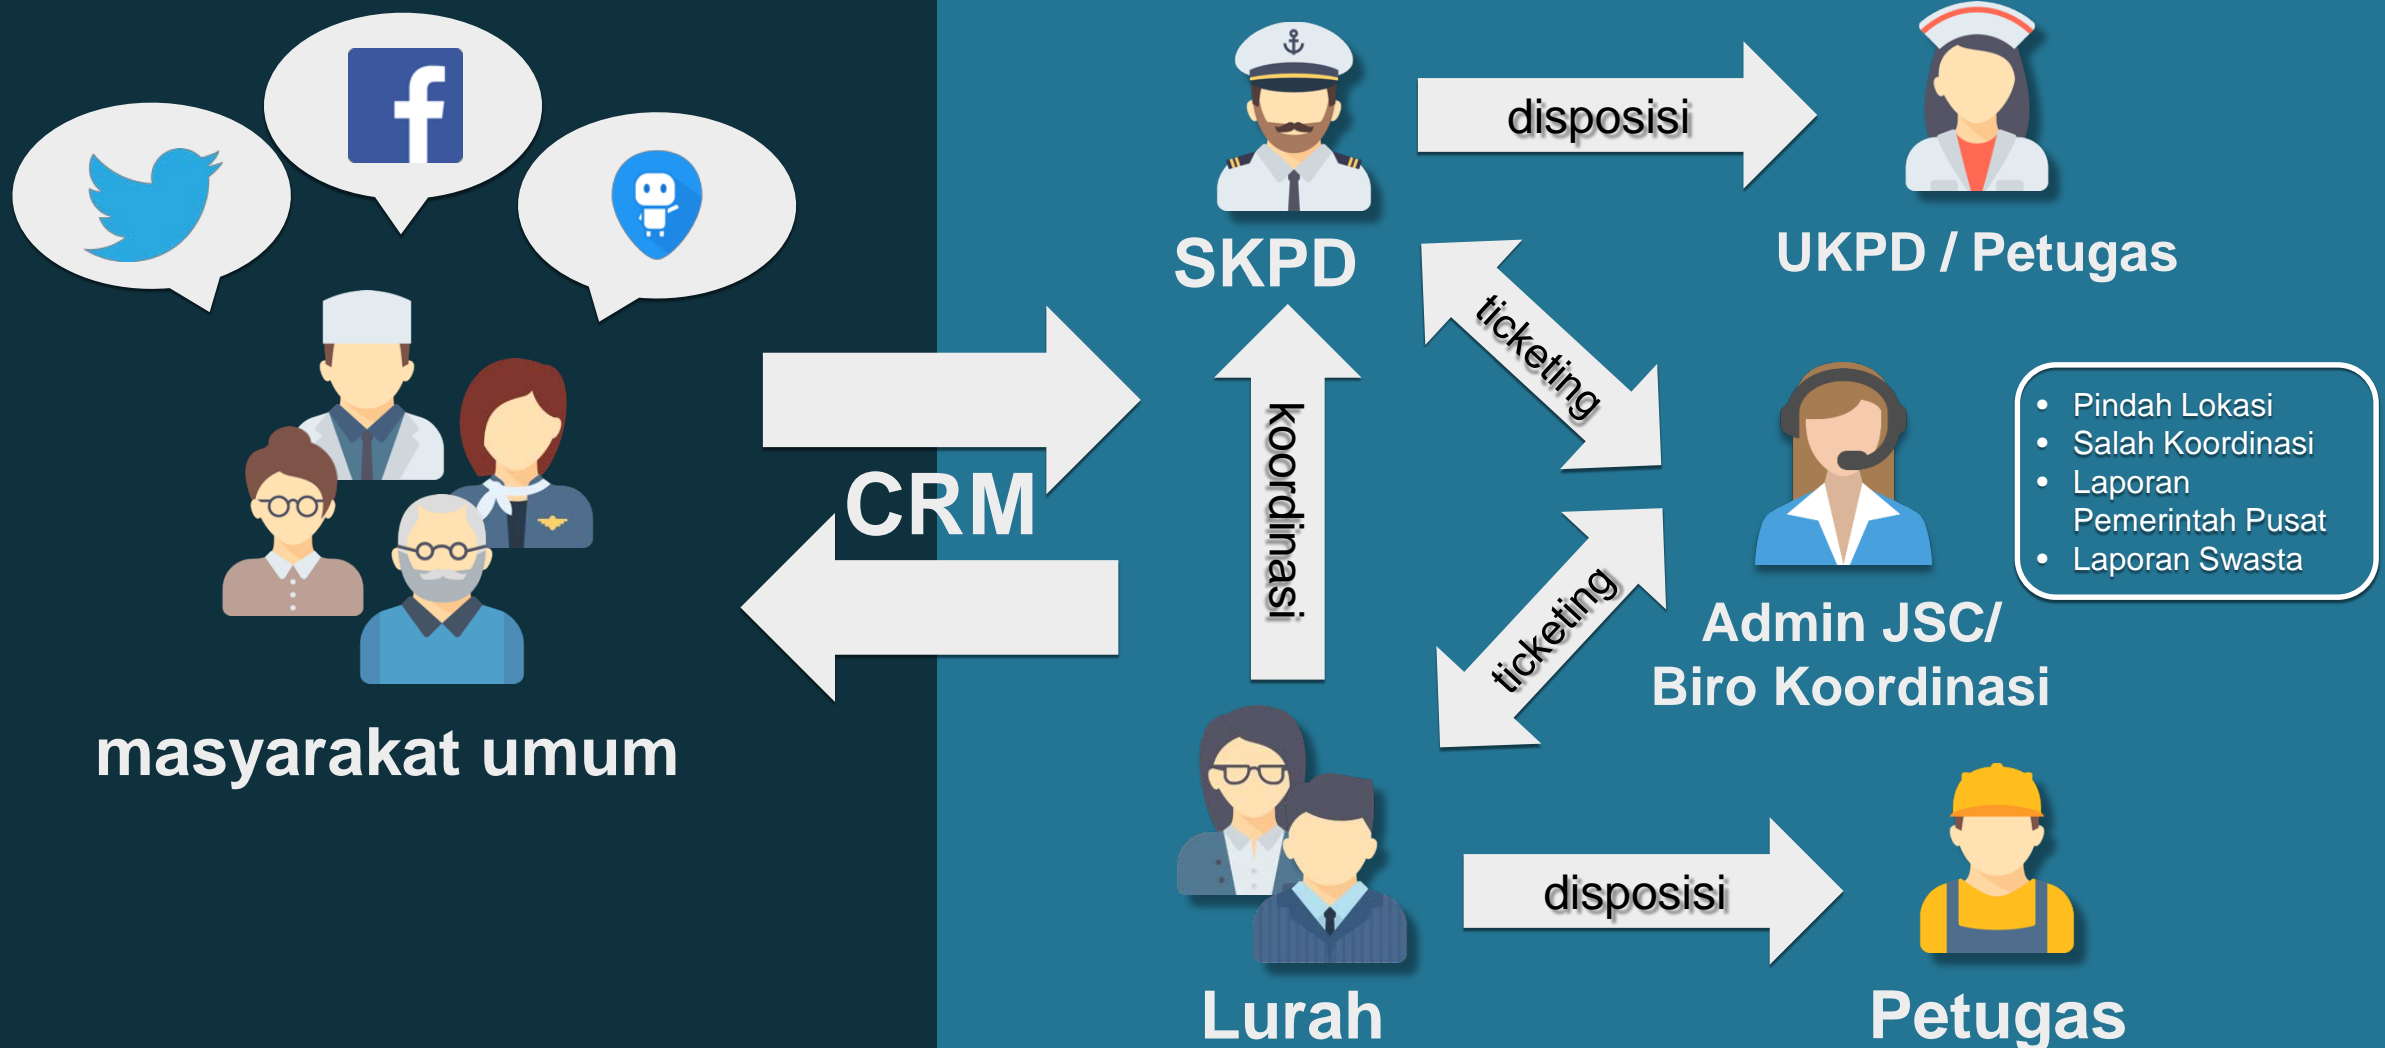 masyarakat umum
CRM
SKPD
disposisi
UKPD / Petugas
ticketing
koordinasi
ticketing
Admin JSC/
Biro Koordinasi
• Pindah Lokasi
• Salah Koordinasi
• Laporan
Pemerintah Pusat
• Laporan Swasta
Lurah
disposisi
Petugas